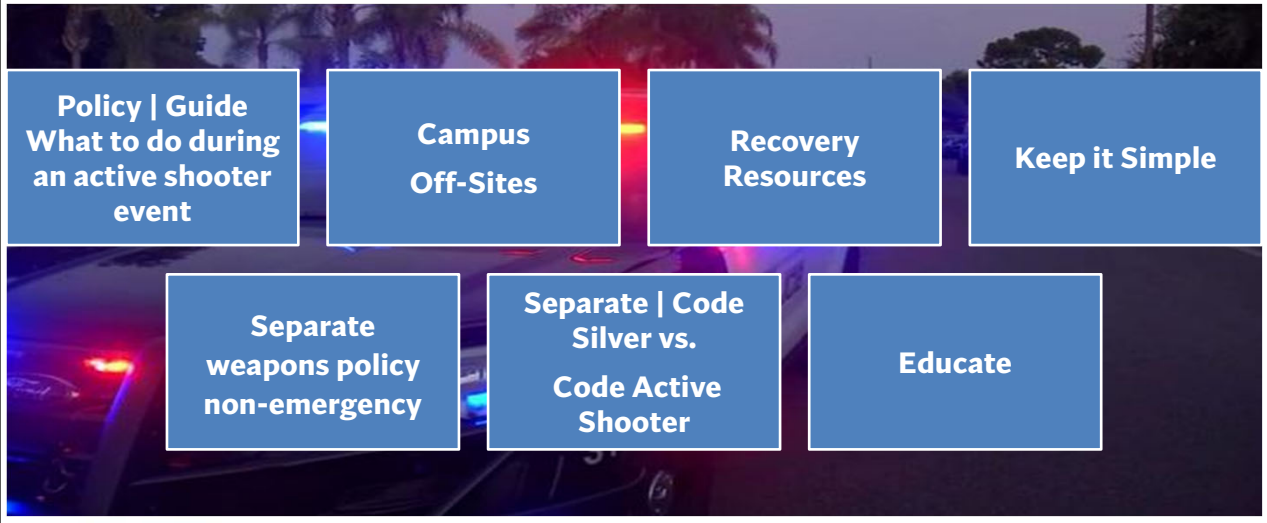 Policy | Guide
What to do during
an active shooter
event
Campus
Off-Sites
Recovery
Resources
Keep it Simple
Separate
weapons policy
non-emergency
Separate | Code
Silver vs.
Code Active
Shooter
Educate
Ford